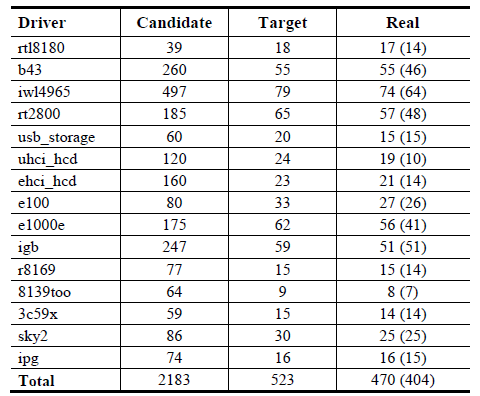 Driver Candidate Target Real
rtl8180 39 18 17 (14)
b43 260 55 55 (46)
iwl4965 497 79 74 (64)
rt2800 185 65 57 (48)
usb_storage 60 20 15 (15)
uhci_hcd 120 24 19 (10)
ehci_hcd 160 23 21 (14)
e100 80 33 27 (26)
e1000e 175 62 56 (41)
igb 247 59 51 (51)
r8169 77 15 15 (14)
8139too 64 9 8 (7)
3c59x 59 15 14 (14)
sky2 86 30 25 (25)
ipg 74 16 16 (15)
Total 2183 523 470 (404)